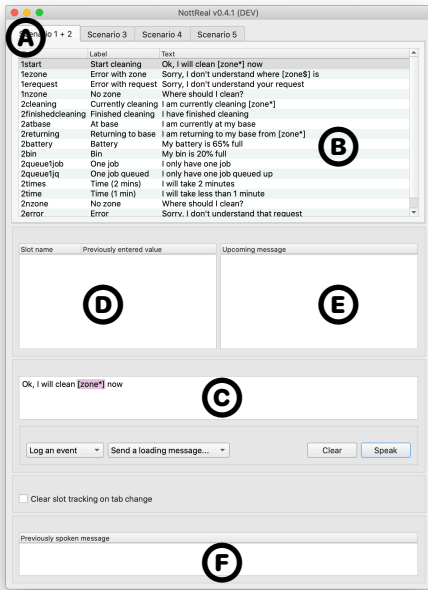 NottReal v0.4.1 (DEV)
A
Scenario 1 + 2 Scenario 3 Scenario 4 Scenario 5
Label Text
1start Start cleaning Ok, I will clean [zone*] now
1ezone Error with zone Sorry, I don't understand where [zone$] is
1erequest Error with request Sorry, I don't understand your request
1nzone No zone Where should I clean?
2cleaning Currently cleaning I am currently cleaning [zone*]
2finishedcleaning Finished cleaning I have finished cleaning
2atbase At base I am currently at my base
2returning Returning to base I am returning to my base from [zone*]
2battery Battery My battery is 65% full
2bin Bin My bin is 20% full
2queue1job One job I only have one job
2queue1jq One job queued I only have one job queued up
2times Time (2 mins) I will take 2 minutes
2time Time (1 min) I will take less than 1 minute
2nzone No zone Where should I clean?
2error Error Sorry, I don't understand that request
B
Slot name Previously entered value Upcoming message
D E
Ok, I will clean [zone*] now
C
Log an event Send a loading message... Clear Speak
Clear slot tracking on tab change
Previously spoken message
F